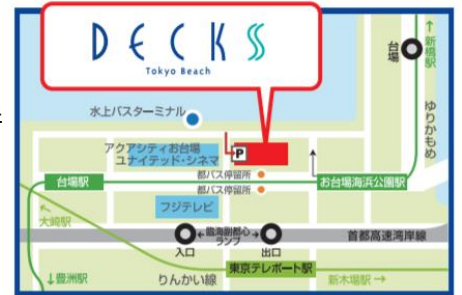 DECKS
Tokyo Beach
台場
↑新橋駅
ゆりかもめ
水上バスターミナル
アクアシティお台場
ユナイテッド・シネマ
P
都バス停留所
都バス停留所
台場駅
お台場海浜公園駅
フジテレビ
←大崎駅
←臨海副都心→
ランプ
入口
出口
首都高速湾岸線
東京テレポート駅
↓豊洲駅
りんかい線
新木場駅→